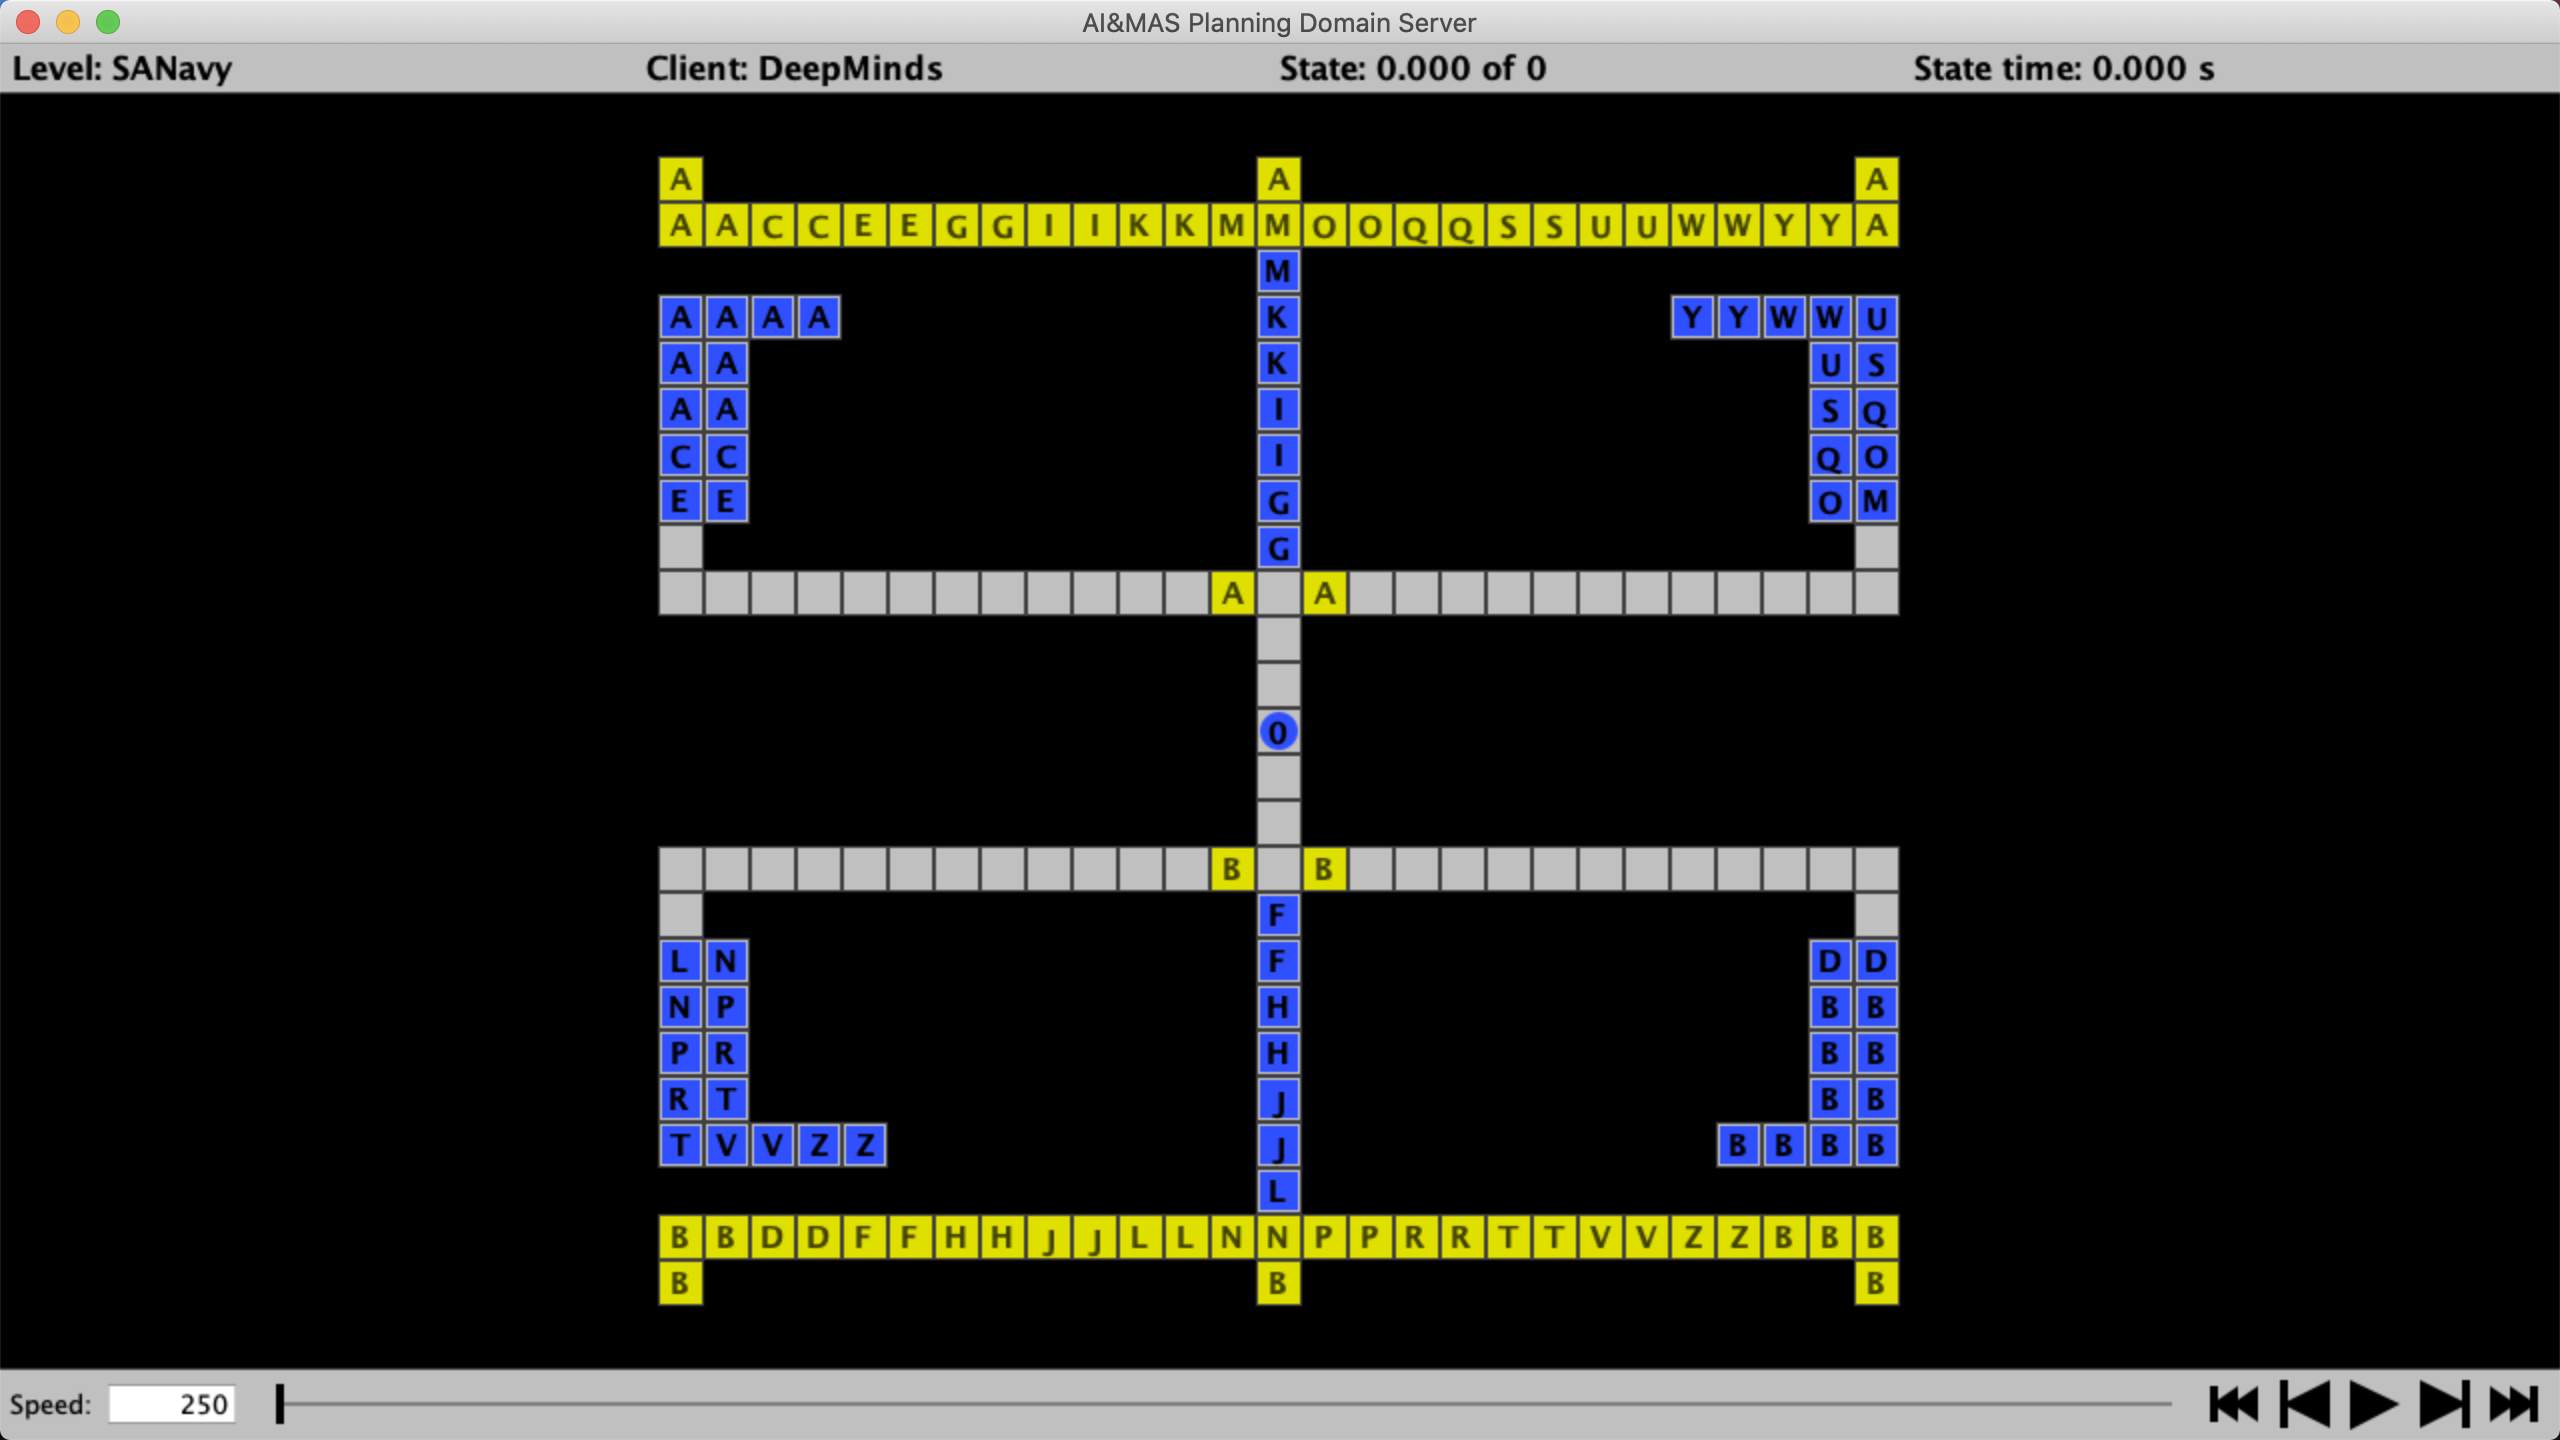 AI&MAS Planning Domain Server
Level: SANavy Client: DeepMinds State: 0.000 of 0 State time: 0.000 s
A A A
A A C C E E G G I I K K M M O O Q Q S S U U W W Y Y A
M
A A A A K Y Y W W U
A A K U S
A A I S Q
C C I Q O
E E G O M
G
A A
0
B B
F
L N F D D
N P H B B
P R H B B
R T J B B
T V V Z Z J B B B B
L
B B D D F F H H J J L L N N P P R R T T V V Z Z B B B
B B B
Speed: 250